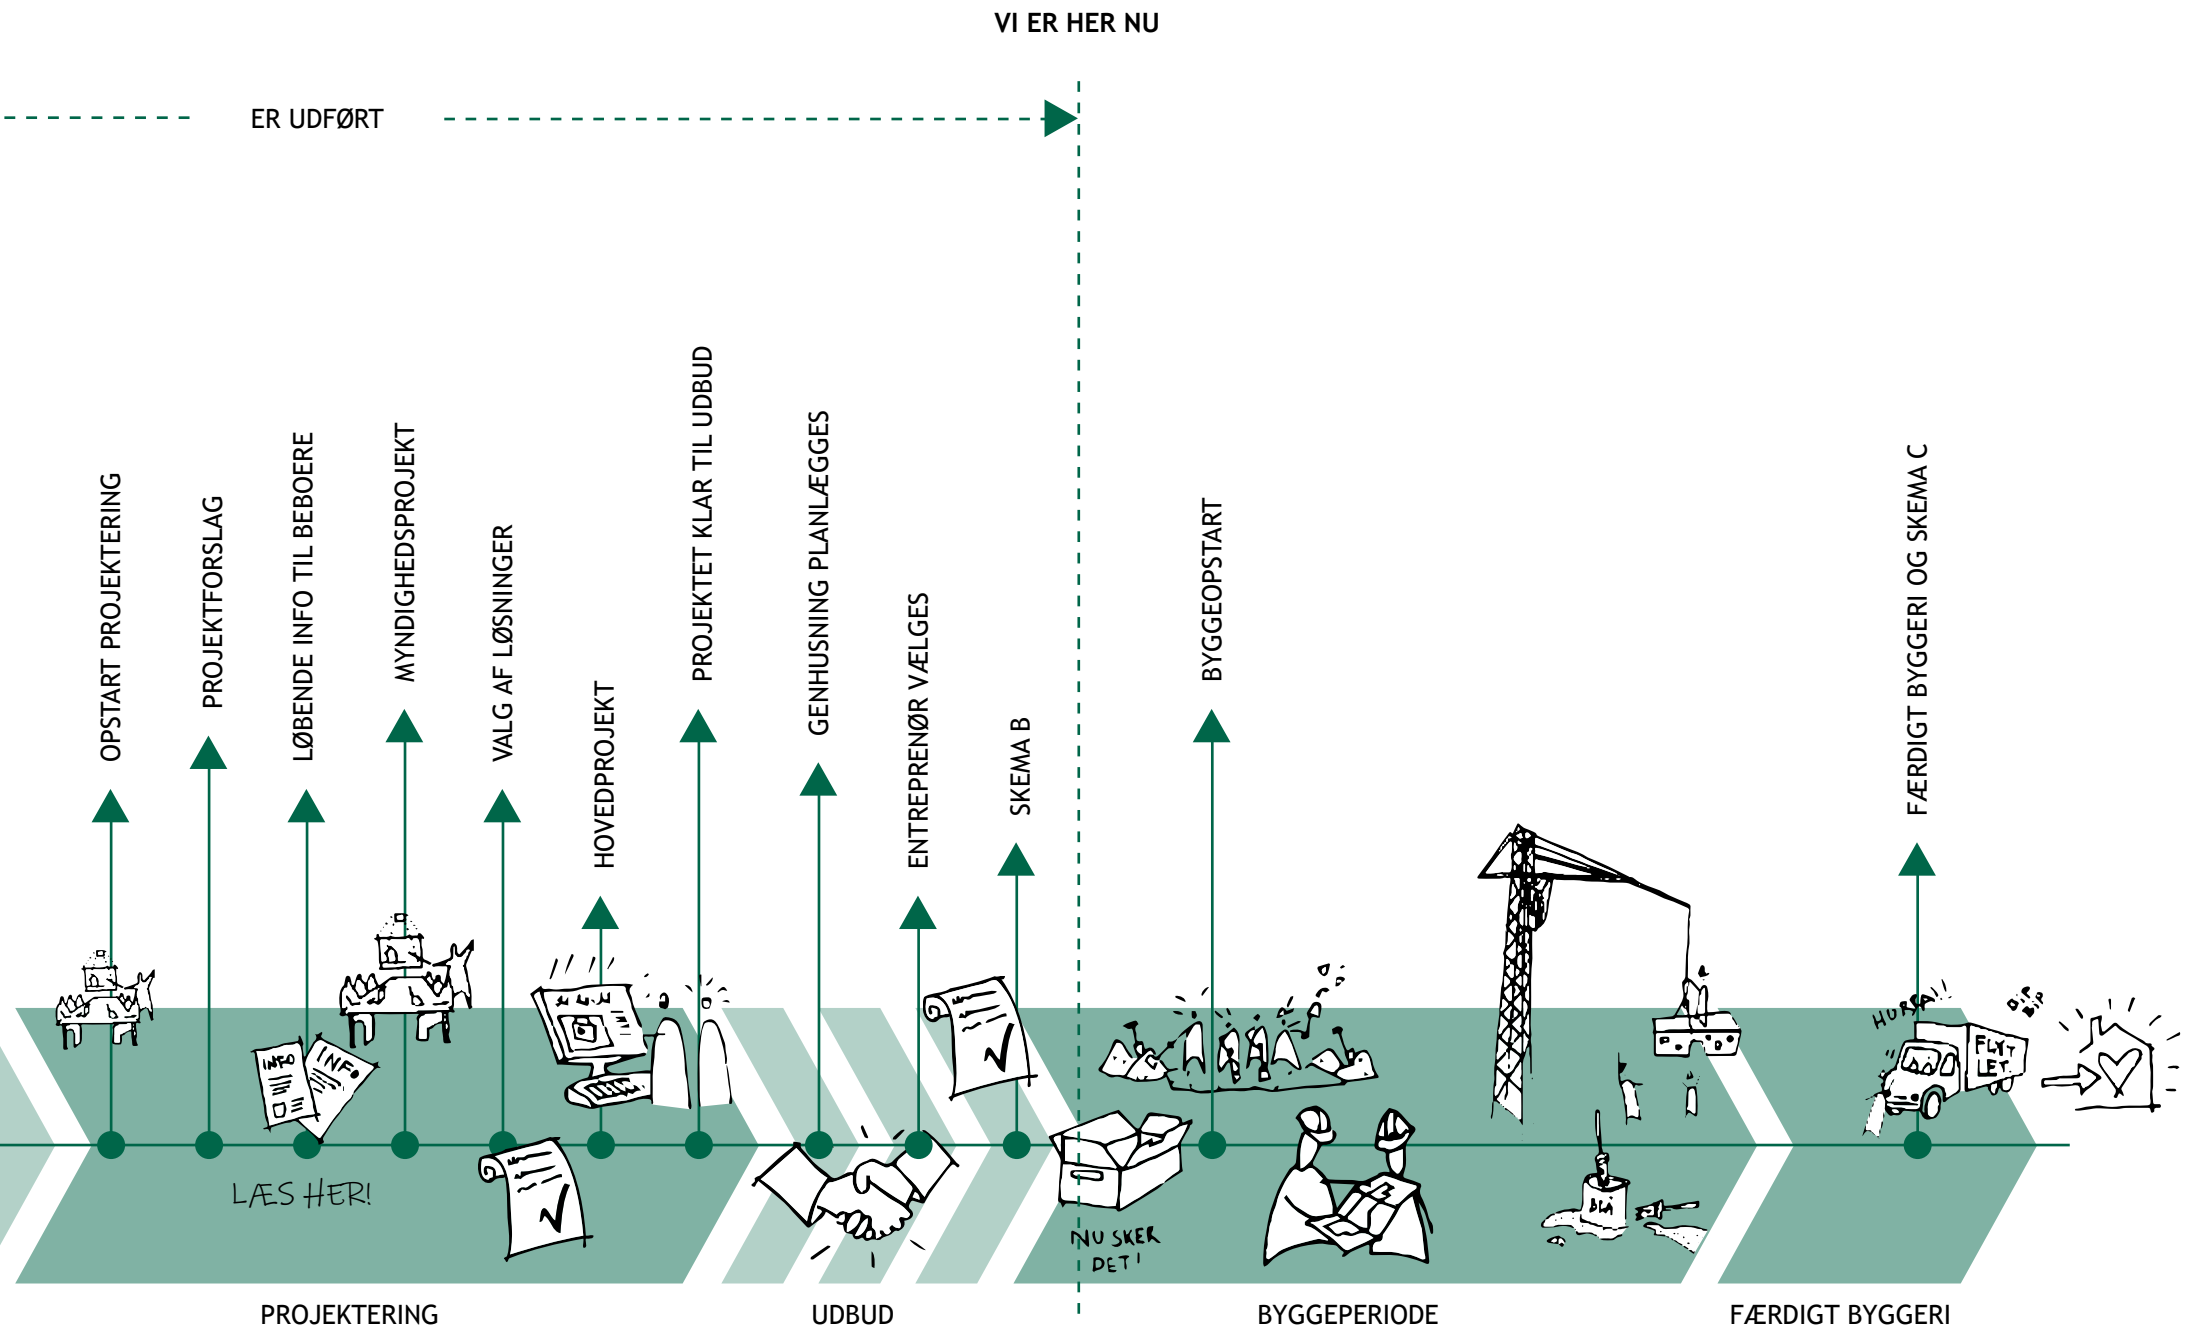 VI ER HER NU
ER UDFØRT
OPSTART PROJEKTERING
PROJEKTFORSLAG
LØBENDE INFO TIL BEBOERE
MYNDIGHEDSPROJEKT
VALG AF LØSNINGER
HOVEDPROJEKT
PROJEKTET KLAR TIL UDBUD
GENHUSNING PLANLÆGGES
ENTREPRENØR VÆLGES
SKEMA B
BYGGEOPSTART
FÆRDIGT BYGGERI OG SKEMA C
INFO
INFO
LÆS HER!
NU SKER
DET!
BLÅ
HURRA!!
DIP
BIP
FLYT
LET
PROJEKTERING
UDBUD
BYGGEPERIODE
FÆRDIGT BYGGERI